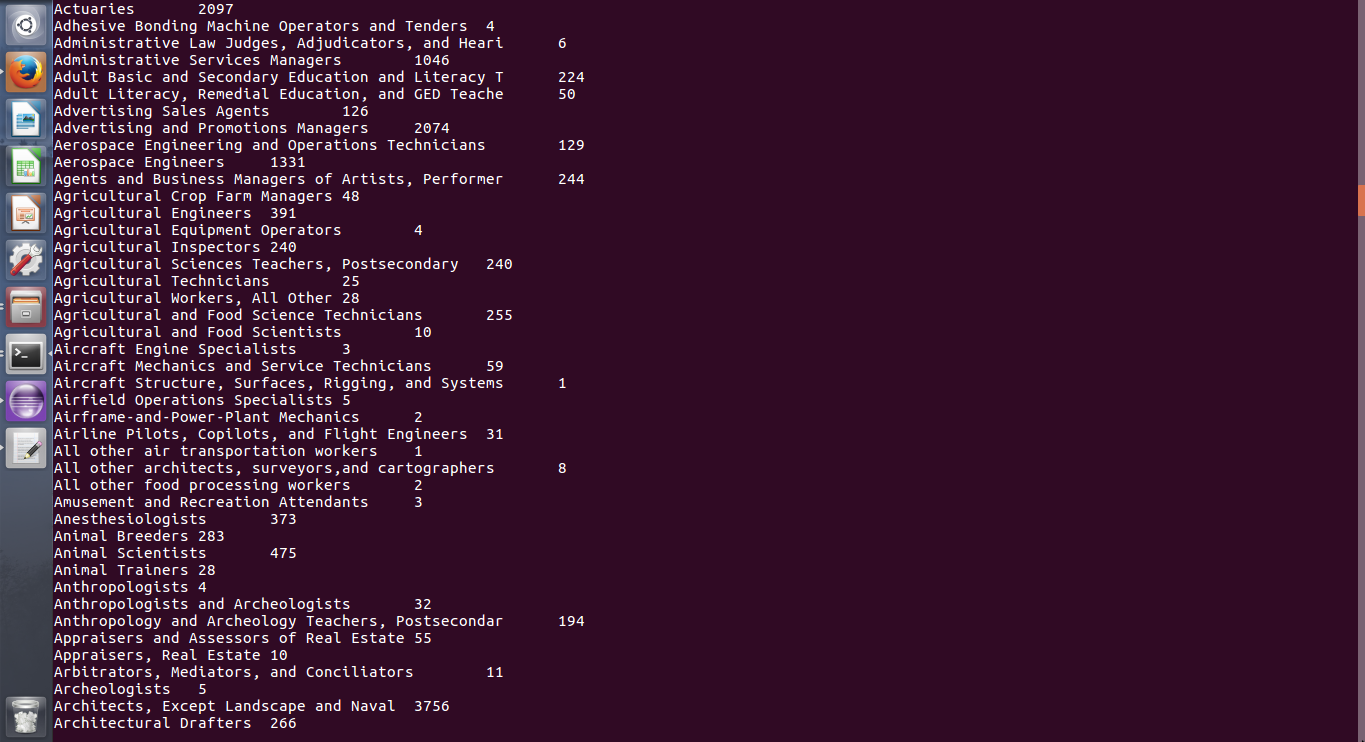 Actuaries	2097
Adhesive Bonding Machine Operators and Tenders	4
Administrative Law Judges, Adjudicators, and Heari	6
Administrative Services Managers	1046
Adult Basic and Secondary Education and Literacy T	224
Adult Literacy, Remedial Education, and GED Teache	50
Advertising Sales Agents	126
Advertising and Promotions Managers	2074
Aerospace Engineering and Operations Technicians	129
Aerospace Engineers	1331
Agents and Business Managers of Artists, Performer	244
Agricultural Crop Farm Managers	48
Agricultural Engineers	391
Agricultural Equipment Operators	4
Agricultural Inspectors	240
Agricultural Sciences Teachers, Postsecondary	240
Agricultural Technicians	25
Agricultural Workers, All Other	28
Agricultural and Food Science Technicians	255
Agricultural and Food Scientists	10
Aircraft Engine Specialists	3
Aircraft Mechanics and Service Technicians	59
Aircraft Structure, Surfaces, Rigging, and Systems	1
Airfield Operations Specialists	5
Airframe-and-Power-Plant Mechanics	2
Airline Pilots, Copilots, and Flight Engineers	31
All other air transportation workers	1
All other architects, surveyors,and cartographers	8
All other food processing workers	2
Amusement and Recreation Attendants	3
Anesthesiologists	373
Animal Breeders	283
Animal Scientists	475
Animal Trainers	28
Anthropologists	4
Anthropologists and Archeologists	32
Anthropology and Archeology Teachers, Postsecondar	194
Appraisers and Assessors of Real Estate	55
Appraisers, Real Estate	10
Arbitrators, Mediators, and Conciliators	11
Archeologists	5
Architects, Except Landscape and Naval	3756
Architectural Drafters	266